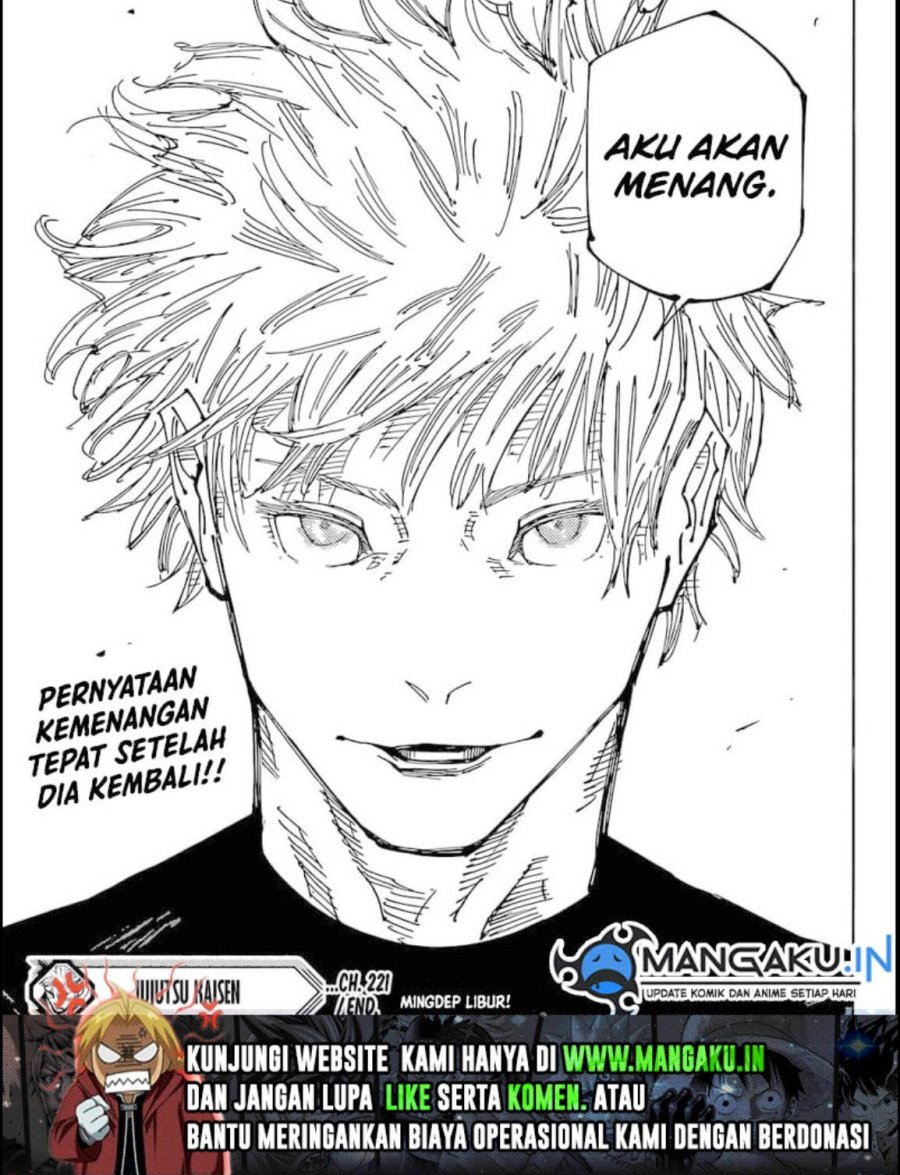 AKU AKAN
MENANG.
PERNYATAAN
KEMENANGAN
TEPAT SETELAH
DIA KEMBALI!!
MANGAKU.IN
UPDATE KOMIK DAN ANIME SETIAP HARI
JUJUTSU KAISEN
...CH. 221
/ END
MINGDEP LIBUR!
KUNJUNGI WEBSITE KAMI HANYA DI WWW.MANGAKU.IN
DAN JANGAN LUPA LIKE SERTA KOMEN. ATAU
BANTU MERINGANKAN BIAYA OPERASIONAL KAMI DENGAN BERDONASI